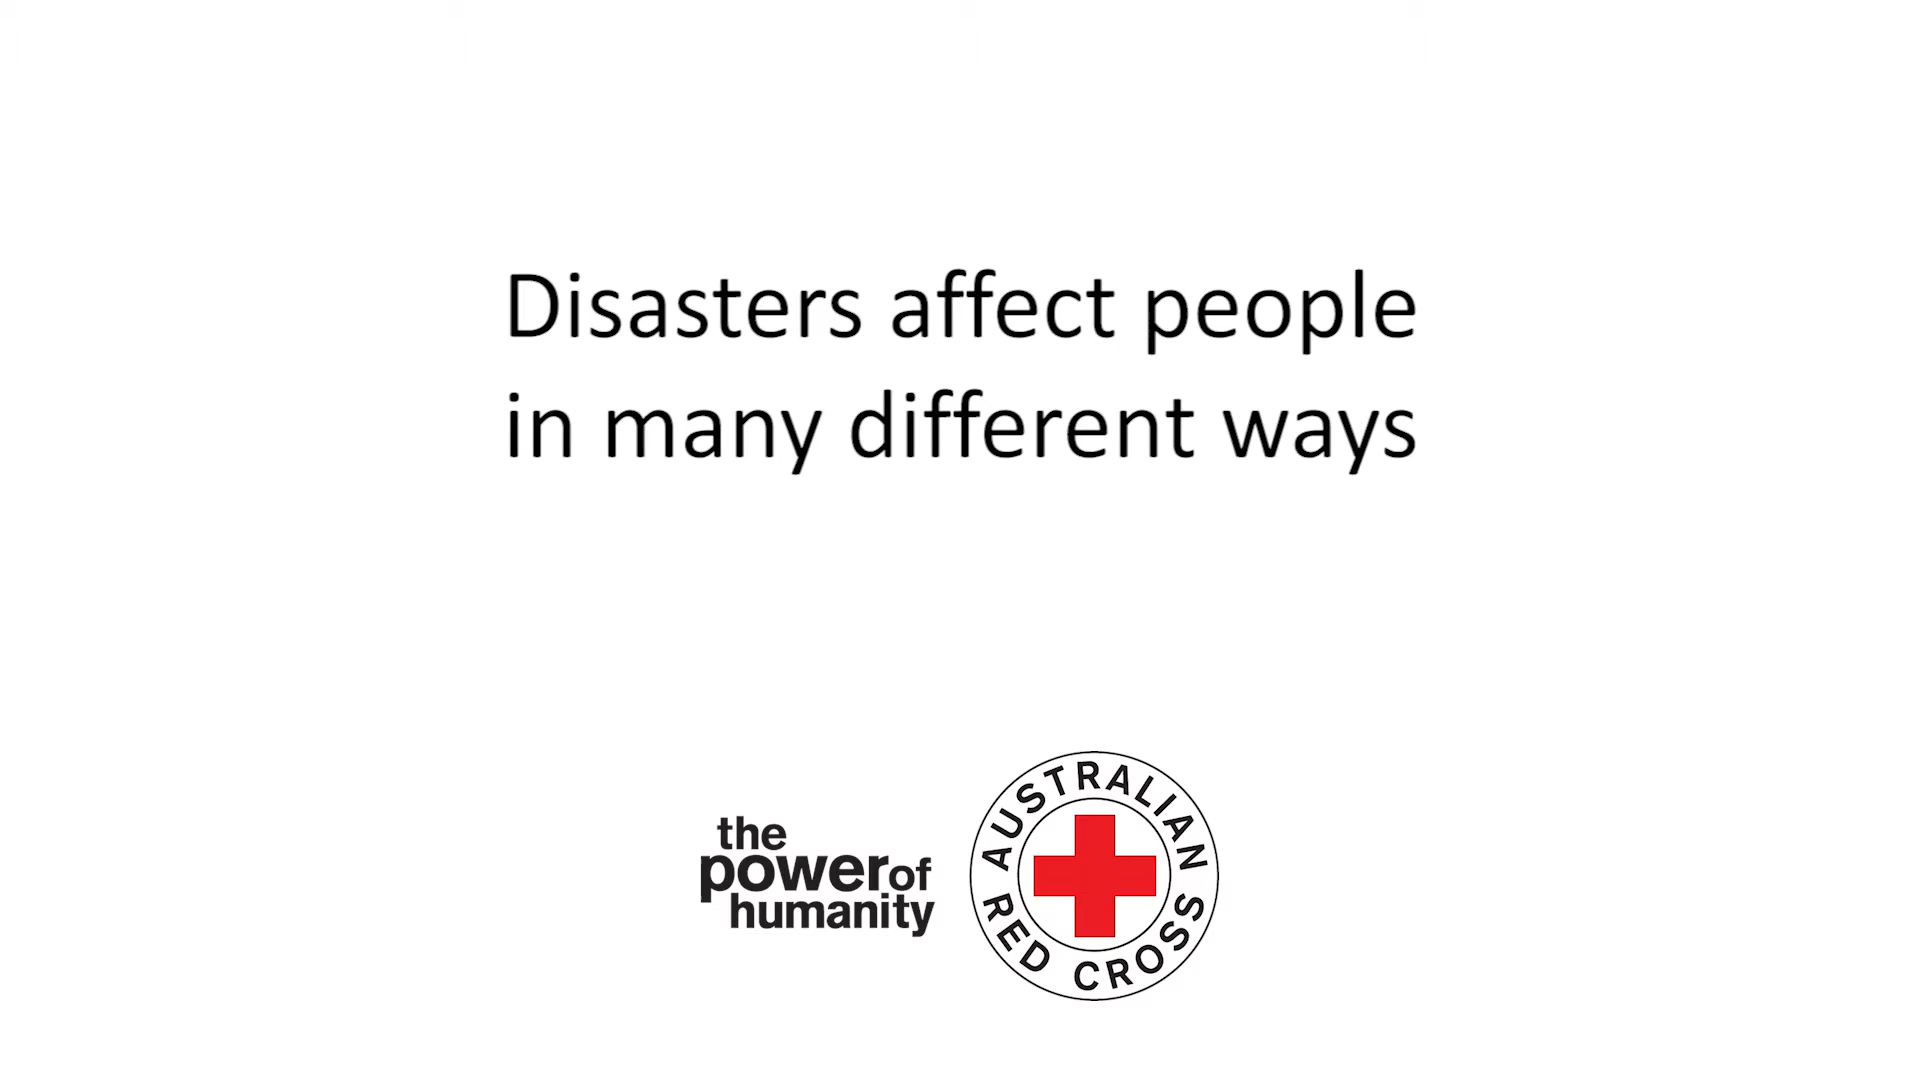 Disasters affect people
in many different ways
the
power of
humanity
AUSTRALIAN
RED CROSS